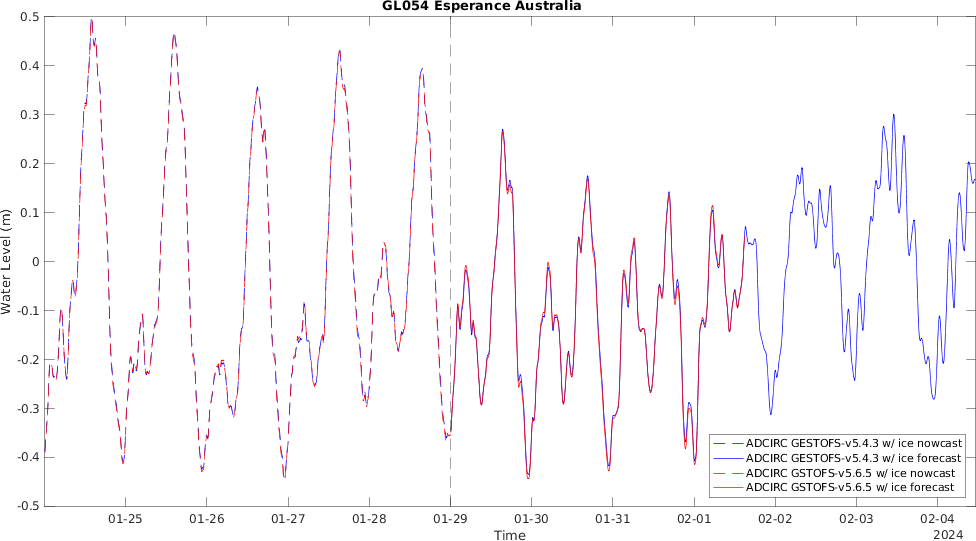 GL054 Esperance Australia
0.5
0.4
0.3
0.2
0.1
0
-0.1
-0.2
-0.3
-0.4
-0.5
Water Level (m)
01-25 01-26 01-27 01-28 01-29 01-30 01-31 02-01 02-02 02-03 02-04
Time
2024
ADCIRC GESTOFS-v5.4.3 w/ ice nowcast
ADCIRC GESTOFS-v5.4.3 w/ ice forecast
ADCIRC GSTOFS-v5.6.5 w/ ice nowcast
ADCIRC GSTOFS-v5.6.5 w/ ice forecast